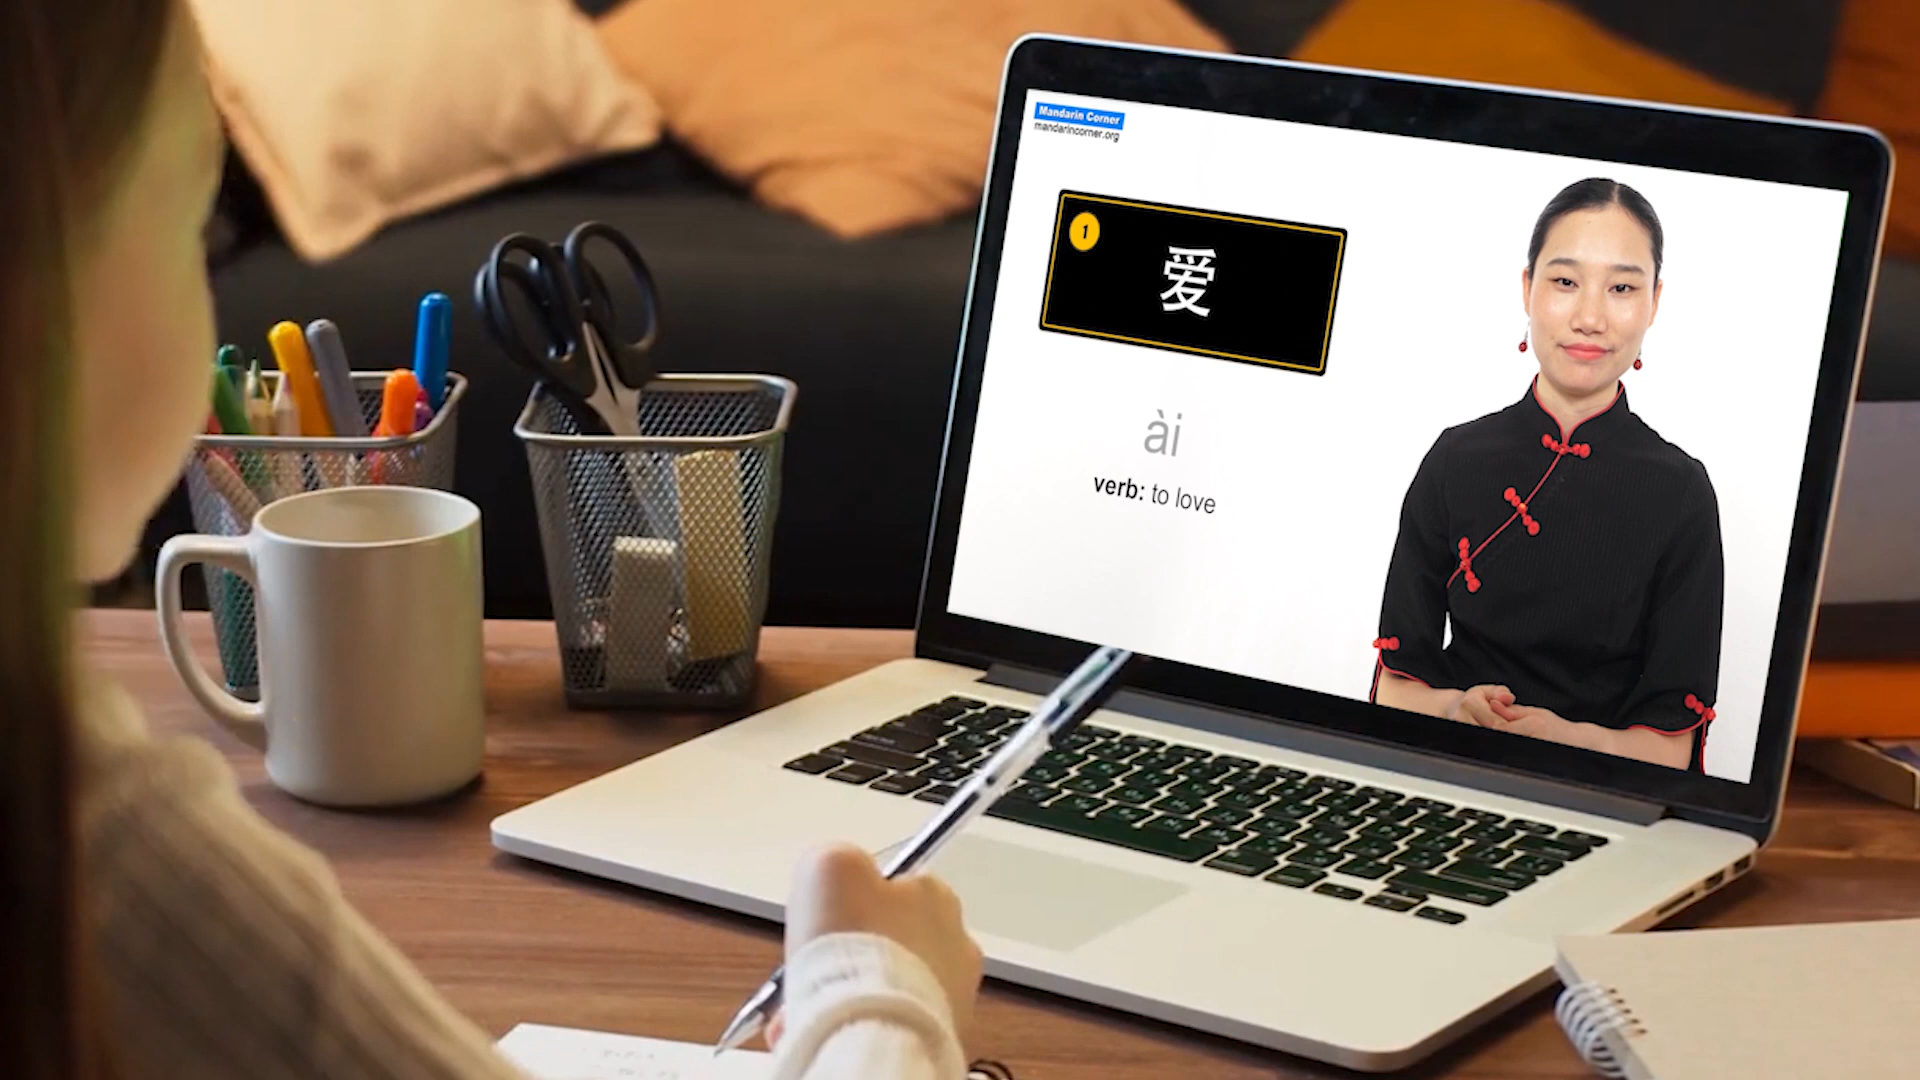 Mandarin Corner
mandarincorner.org
1
爱
ài
verb: to love